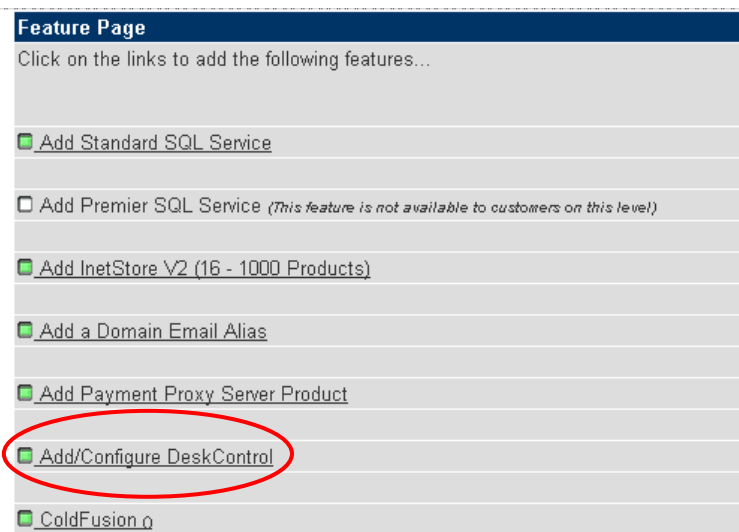 Feature Page
Click on the links to add the following features...
Add Standard SQL Service
Add Premier SQL Service (This feature is not available to customers on this level)
Add InetStore V2 (16 - 1000 Products)
Add a Domain Email Alias
Add Payment Proxy Server Product
Add/Configure DeskControl
ColdFusion ()